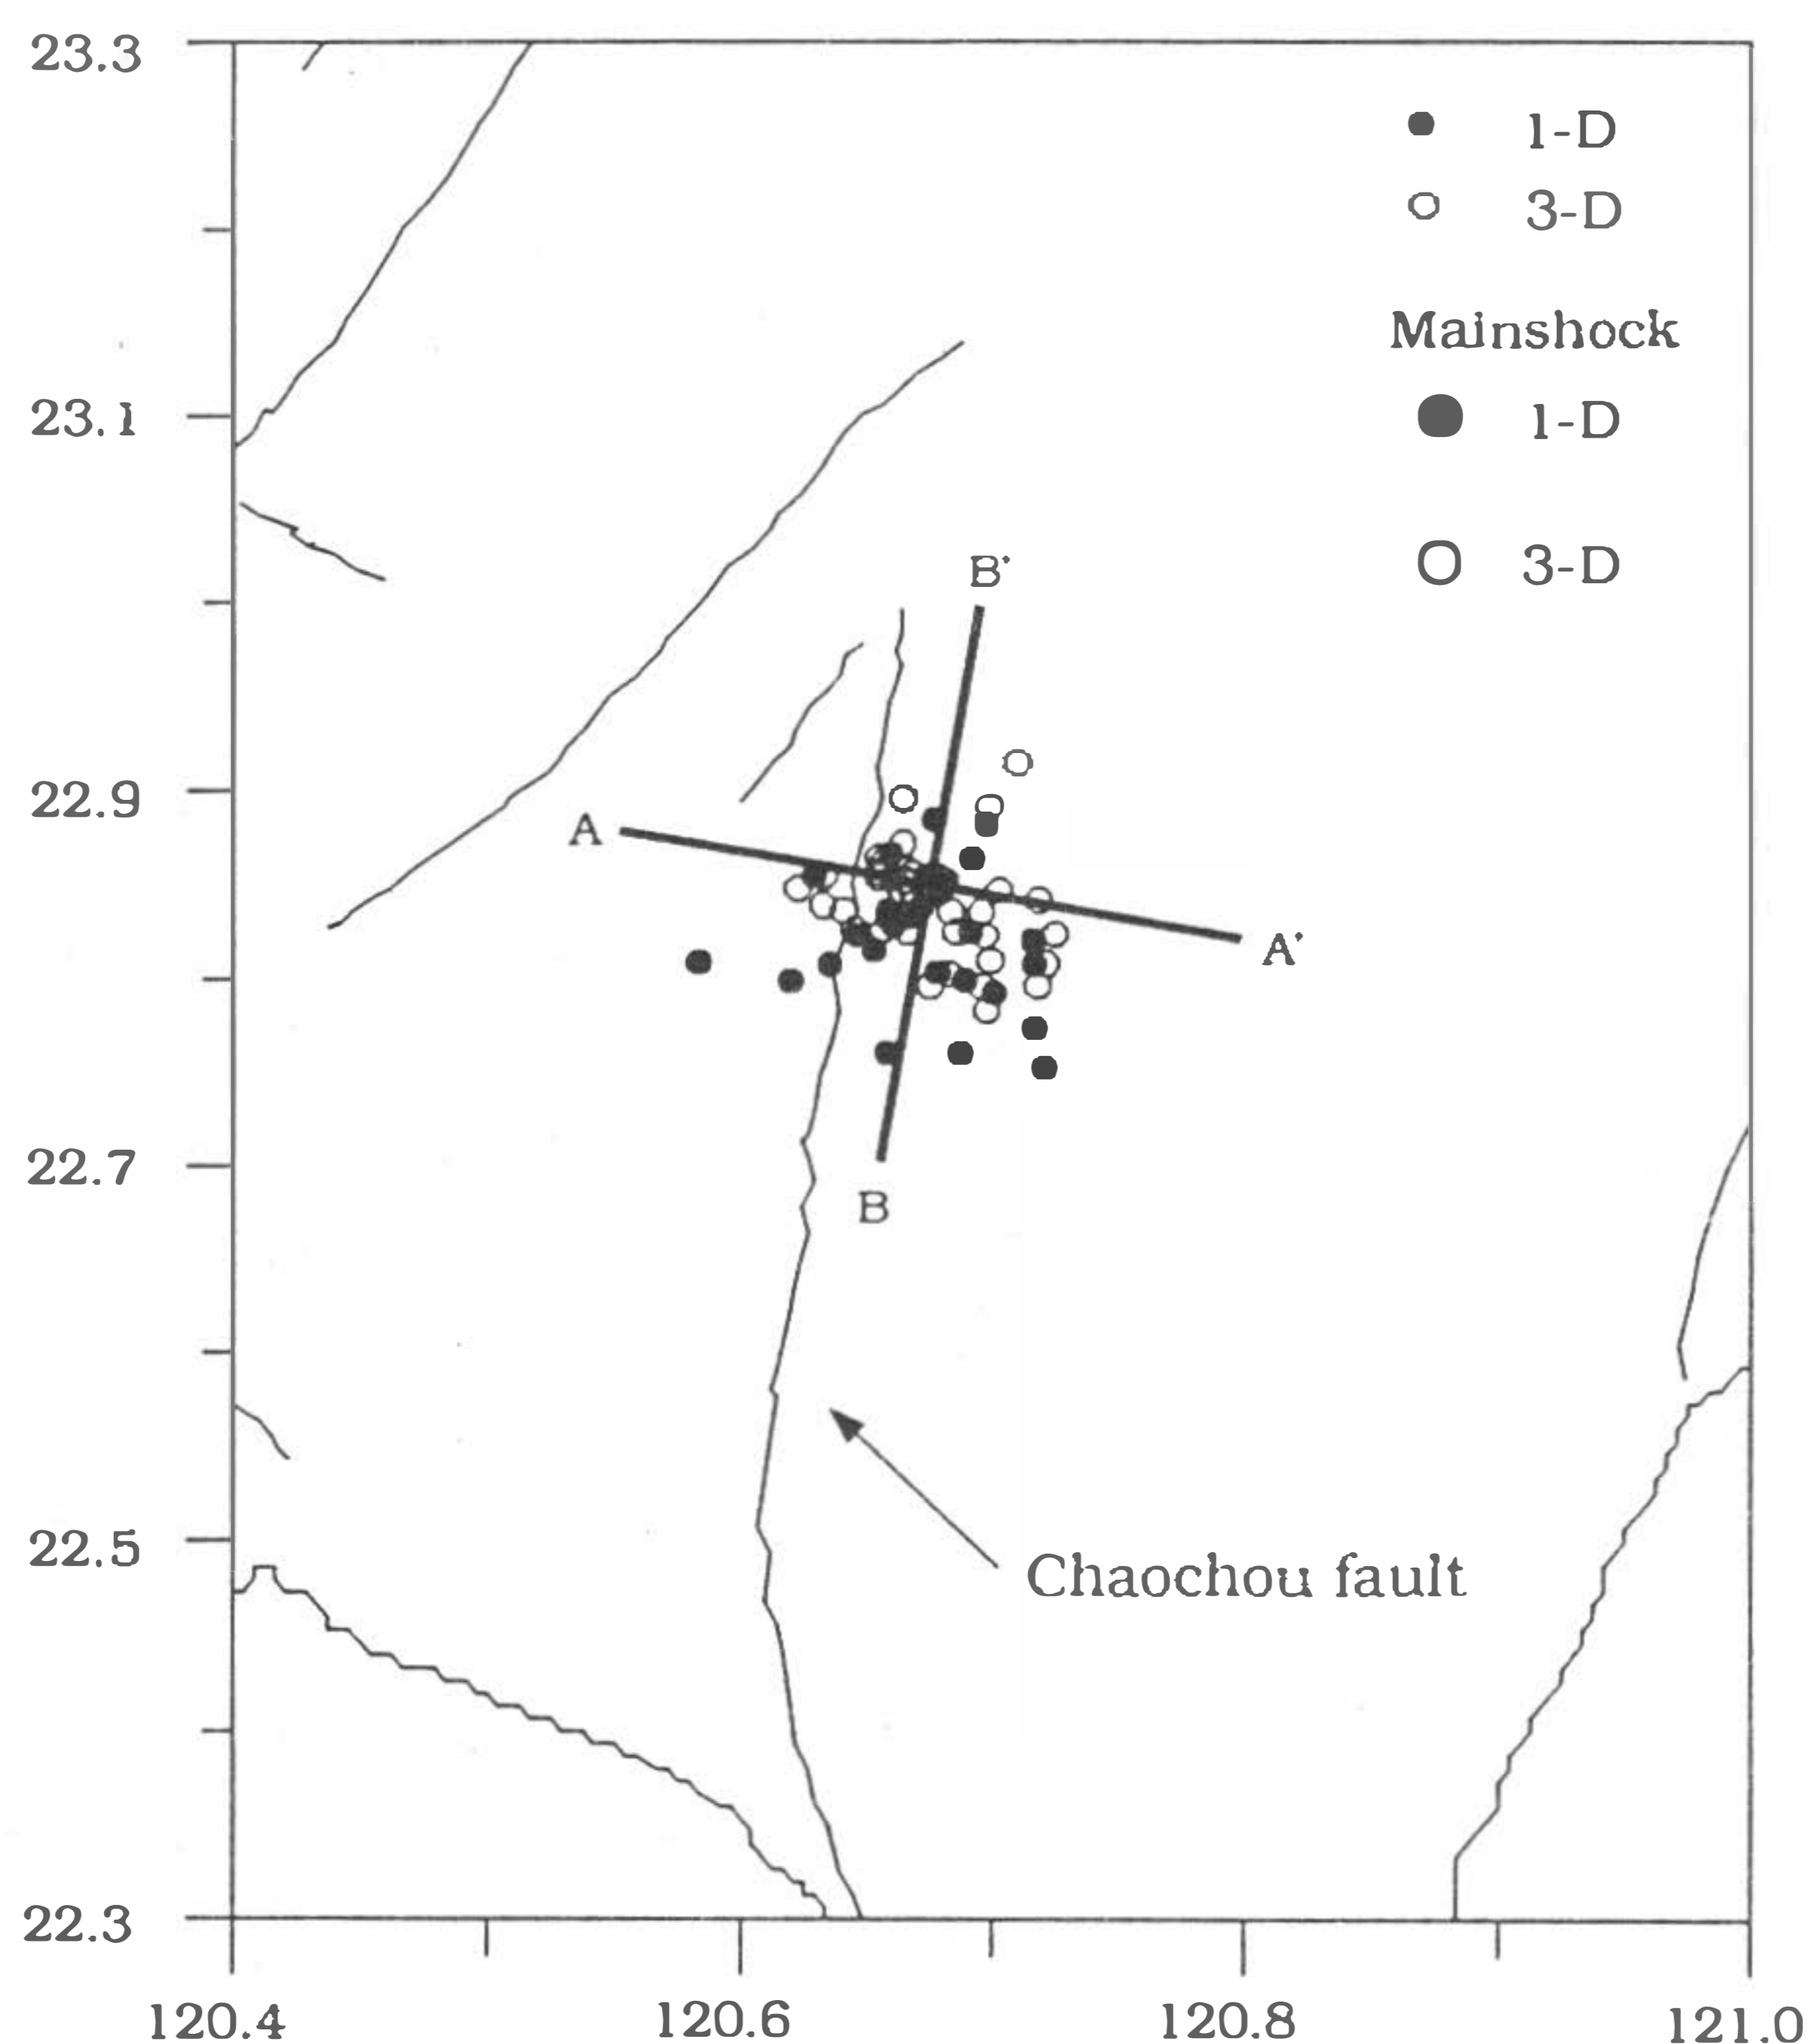 23.3
1-D
3-D
Mainshock
23.1
1-D
3-D
B'
22.9
A
A'
22.7
B
22.5
Chaochou fault
22.3
120.4
120.6
120.8
121.0